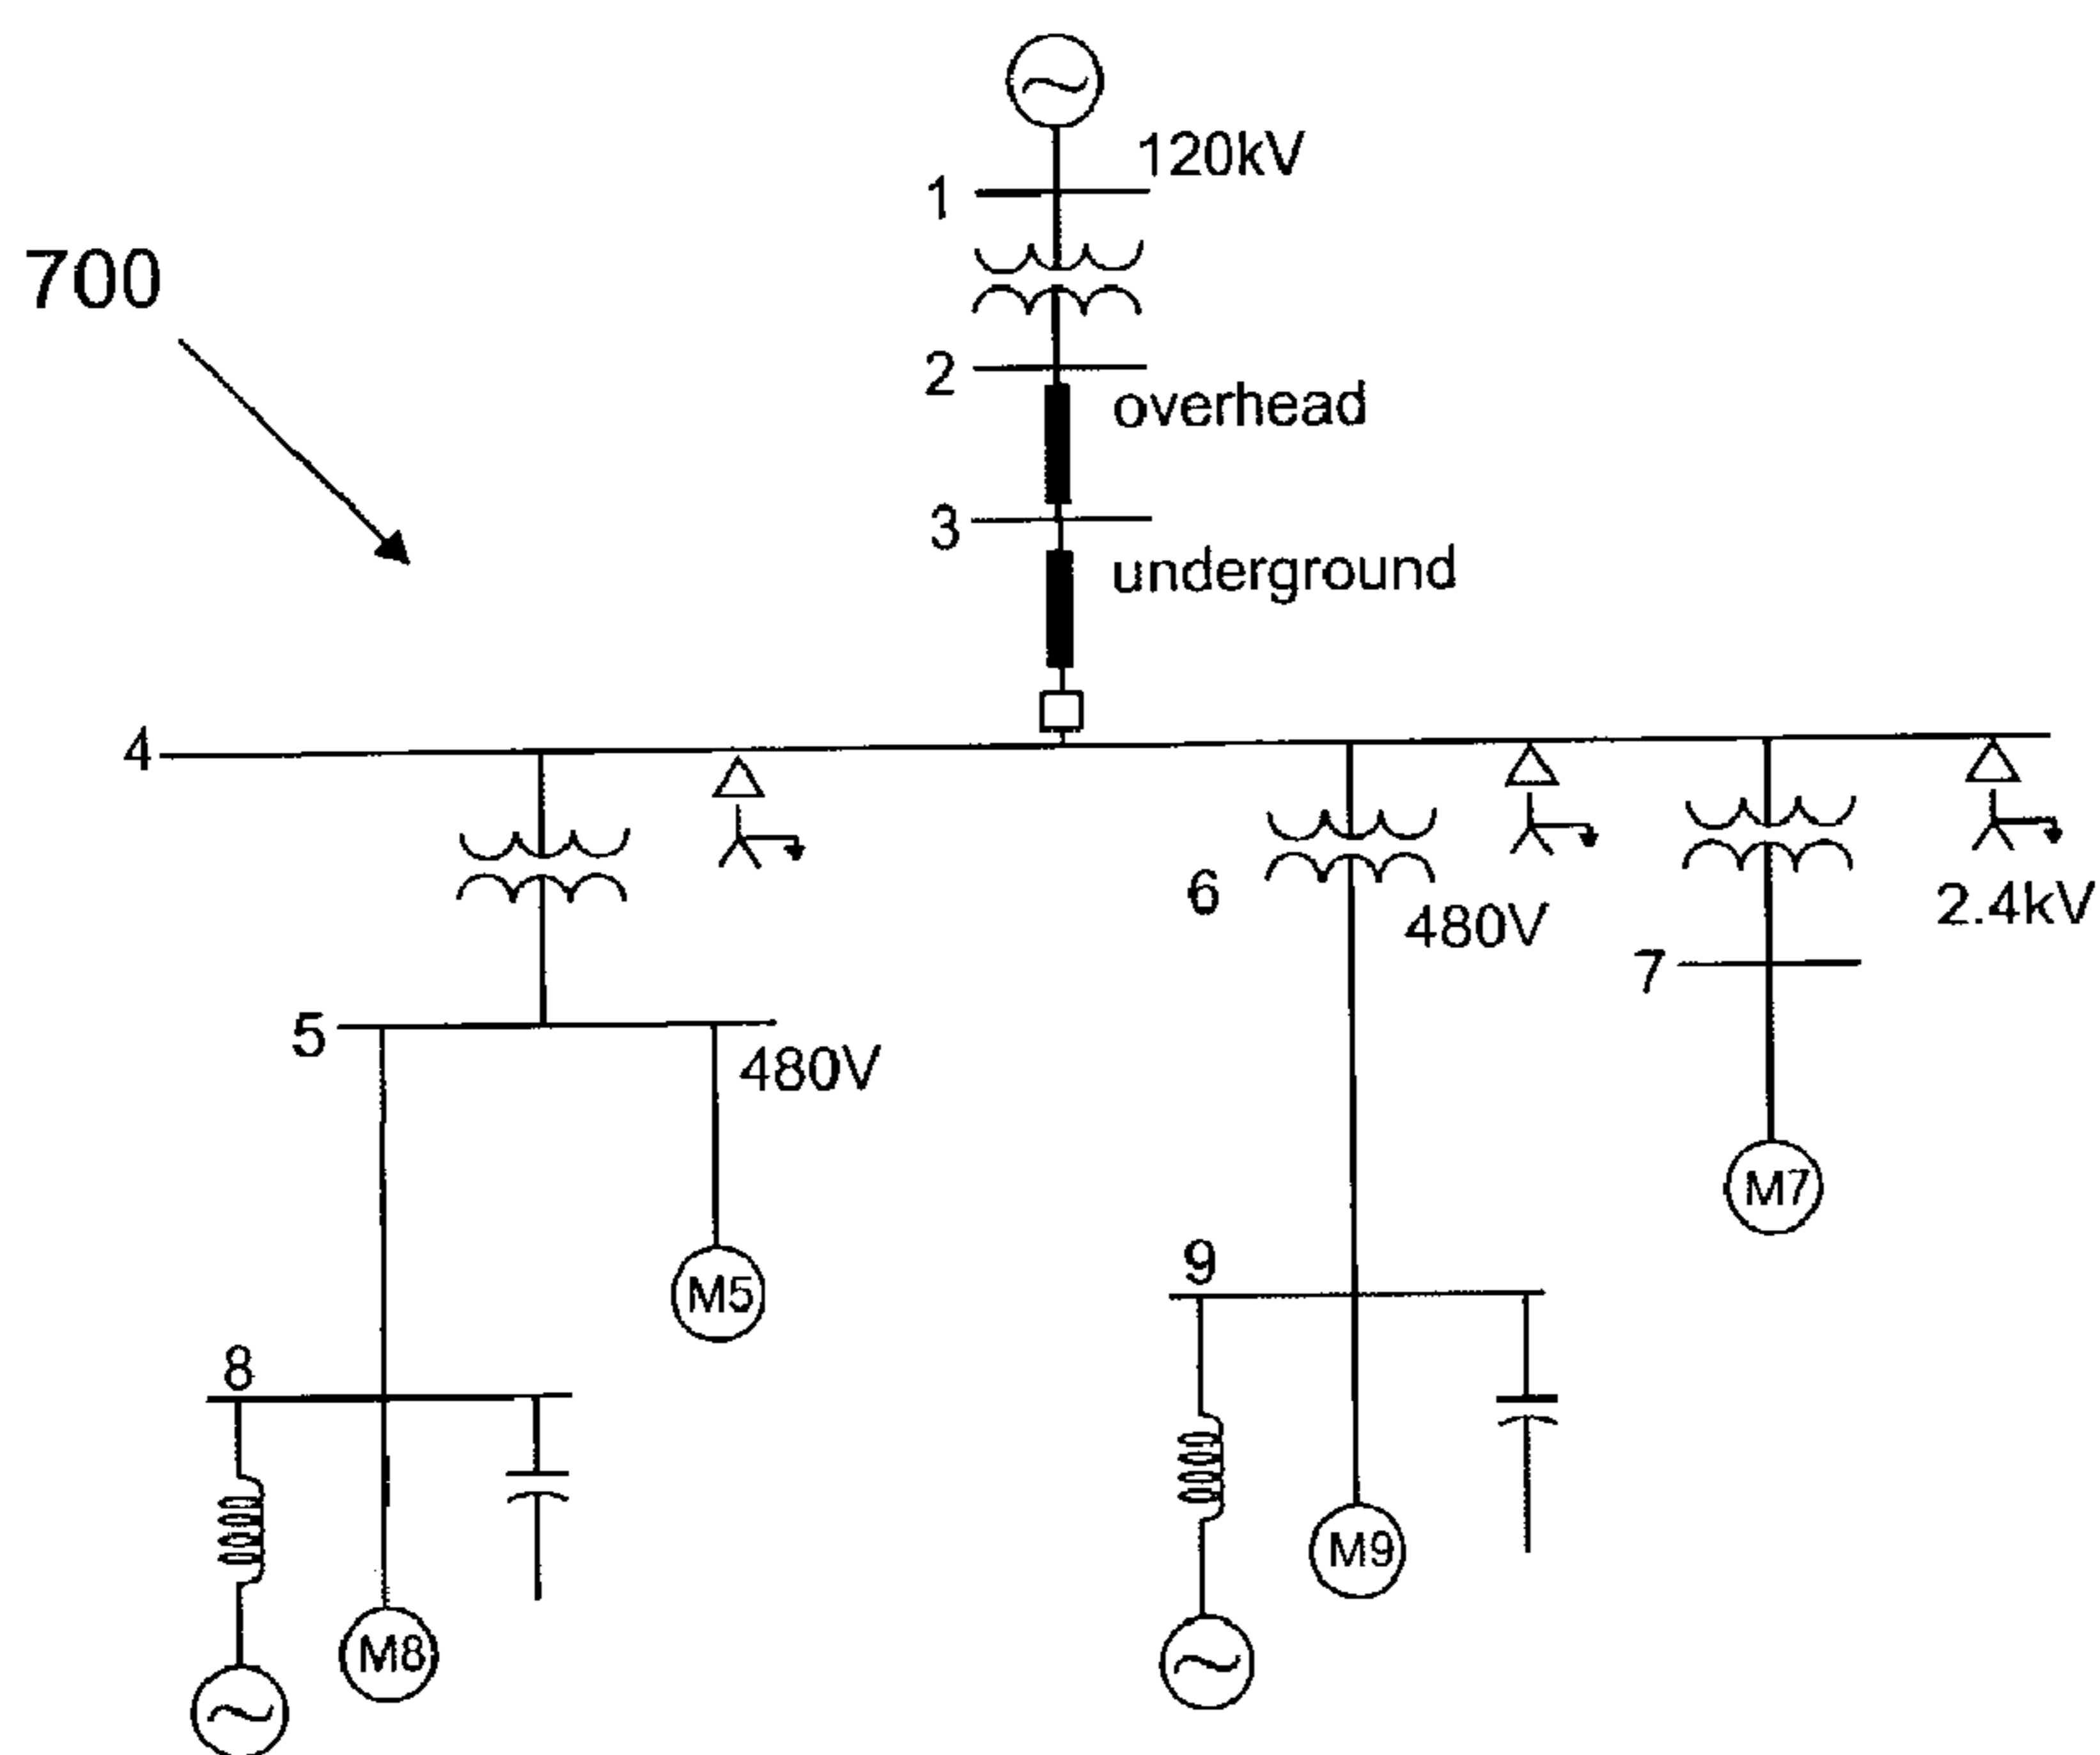 120kV
1
700
2
overhead
3
underground
4
6
480V
2.4kV
7
5
480V
M7
9
M5
8
M9
M8